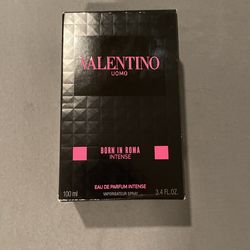 VALENTINO
UOMO
BORN IN ROMA
INTENSE
EAU DE PARFUM INTENSE
100 ml VAPORISATEUR SPRAY 3.4 FL.OZ.